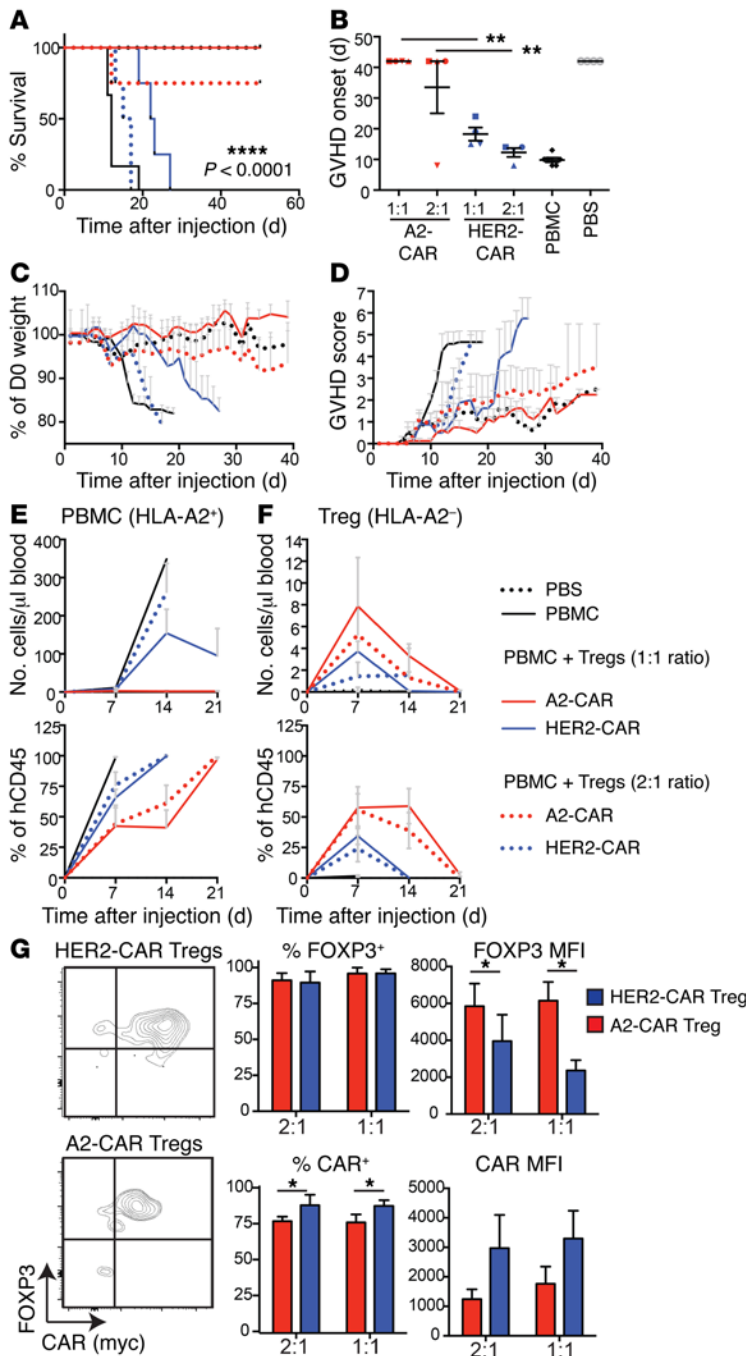 A
% Survival
100
50
0
0 20 40 60
Time after injection (d)
****
P < 0.0001
B
GVHD onset (d)
50
40
30
20
10
0
**
**
1:1 2:1 1:1 2:1
A2-CAR
HER2-CAR
PBMC
PBS
C
% of D0 weight
110
100
90
80
0 10 20 30 40
Time after injection (d)
D
GVHD score
7
6
5
4
3
2
1
0
0 10 20 30 40
Time after injection (d)
E PBMC (HLA-A2+)
No. cells/µl blood
400
300
200
100
0
0 7 14 21
% of hCD45
125
100
75
50
25
0
0 7 14 21
Time after injection (d)
F Treg (HLA-A2–)
No. cells/µl blood
14
12
10
8
6
4
2
0
0 7 14 21
% of hCD45
125
100
75
50
25
0
0 7 14 21
Time after injection (d)
PBS
PBMC
PBMC + Tregs (1:1 ratio)
A2-CAR
HER2-CAR
PBMC + Tregs (2:1 ratio)
A2-CAR
HER2-CAR
G
HER2-CAR Tregs
A2-CAR Tregs
FOXP3
CAR (myc)
% FOXP3+
100
75
50
25
0
2:1 1:1
FOXP3 MFI
8000
6000
4000
2000
0
* *
2:1 1:1
HER2-CAR Treg
A2-CAR Treg
% CAR+
100
75
50
25
0
* *
2:1 1:1
CAR MFI
5000
4000
3000
2000
1000
0
2:1 1:1